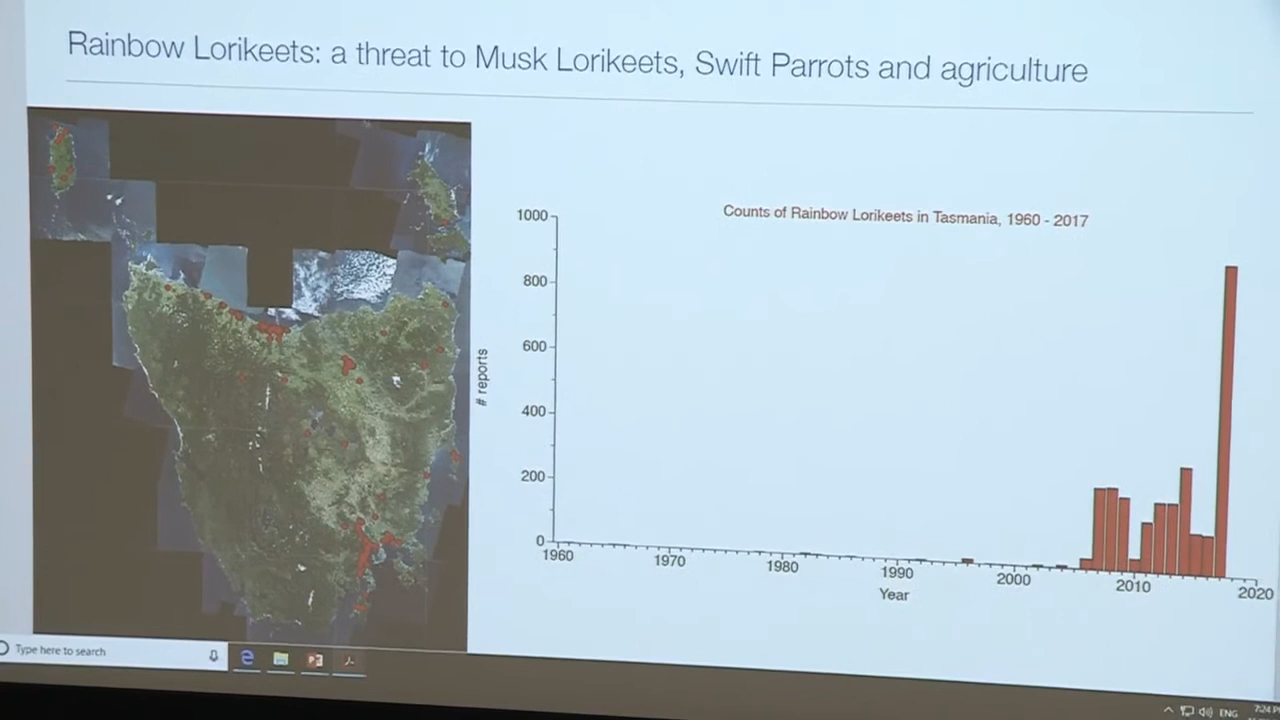 Rainbow Lorikeets: a threat to Musk Lorikeets, Swift Parrots and agriculture
Counts of Rainbow Lorikeets in Tasmania, 1960 - 2017
# reports
1000
800
600
400
200
0
1960
1970
1980
1990
2000
2010
2020
Year
Type here to search
ENG